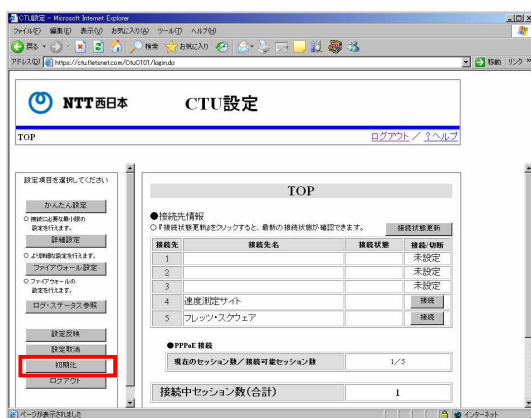 CTU設定 - Microsoft Internet Explorer
ファイル(F) 編集(E) 表示(V) お気に入り(A) ツール(T) ヘルプ(H)
戻る 検索 お気に入り
アドレス(D) https://ctu.fletsnet.com/CtuC101/login.do 移動 リンク »
NTT西日本 CTU設定
TOP ログアウト / ?ヘルプ
設定項目を選択してください
かんたん設定
○ 接続に必要な最小限の
設定を行えます。
詳細設定
○ より詳細な設定を行えます。
ファイアウォール設定
○ ファイアウォールの
設定を行えます。
ログ・ステータス参照
設定反映
設定取消
初期化
ログアウト
TOP
●接続先情報
○『接続状態更新』をクリックすると、最新の接続状態が確認できます。 接続状態更新
接続先 接続先名 接続状態 接続/切断
1 未設定
2 未設定
3 未設定
4 速度測定サイト 接続
5 フレッツ・スクウェア 接続
●PPPoE 接続
現在のセッション数/接続可能セッション数 1/5
接続中セッション数(合計) 1
ページが表示されました インターネット